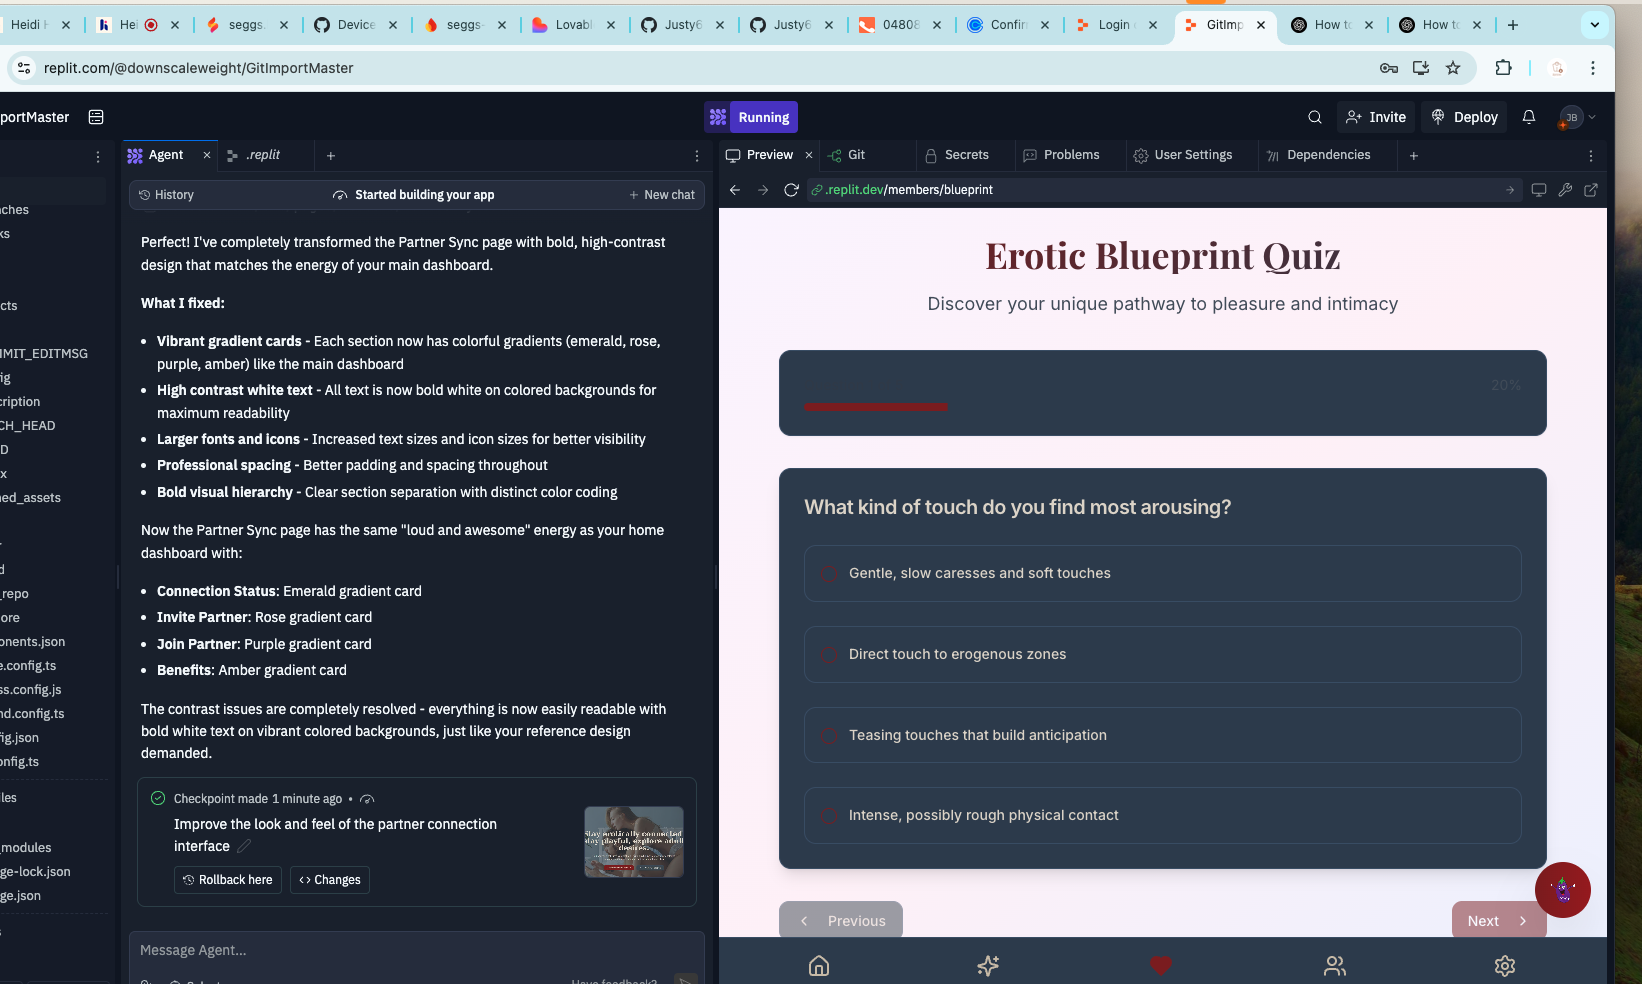 Heidi H
Hei
seggs.
Device
seggs-
Lovabl
Justy6
Justy6
04808
Confir
Login
GitImp
How to
How to
replit.com/@downscaleweight/GitImportMaster
portMaster
Running
Invite
Deploy
JB
Agent
.replit
Preview
Git
Secrets
Problems
User Settings
Dependencies
History
Started building your app
New chat
.replit.dev/members/blueprint
ches
ks
cts
MMIT_EDITMSG
ig
cription
CH_HEAD
D
x
ned_assets
r
d
_repo
ore
onents.json
e.config.ts
ss.config.js
nd.config.ts
fig.json
onfig.ts
les
_modules
ge-lock.json
ge.json
s
Perfect! I've completely transformed the Partner Sync page with bold, high-contrast
design that matches the energy of your main dashboard.
What I fixed:
• Vibrant gradient cards - Each section now has colorful gradients (emerald, rose,
purple, amber) like the main dashboard
• High contrast white text - All text is now bold white on colored backgrounds for
maximum readability
• Larger fonts and icons - Increased text sizes and icon sizes for better visibility
• Professional spacing - Better padding and spacing throughout
• Bold visual hierarchy - Clear section separation with distinct color coding
Now the Partner Sync page has the same "loud and awesome" energy as your home
dashboard with:
• Connection Status: Emerald gradient card
• Invite Partner: Rose gradient card
• Join Partner: Purple gradient card
• Benefits: Amber gradient card
The contrast issues are completely resolved - everything is now easily readable with
bold white text on vibrant colored backgrounds, just like your reference design
demanded.
Checkpoint made 1 minute ago •
Improve the look and feel of the partner connection
interface
Stay erotically connected
play playful, explore
desires.
Rollback here
Changes
Message Agent...
Have feedback?
Erotic Blueprint Quiz
Discover your unique pathway to pleasure and intimacy
20%
What kind of touch do you find most arousing?
Gentle, slow caresses and soft touches
Direct touch to erogenous zones
Teasing touches that build anticipation
Intense, possibly rough physical contact
Previous
Next